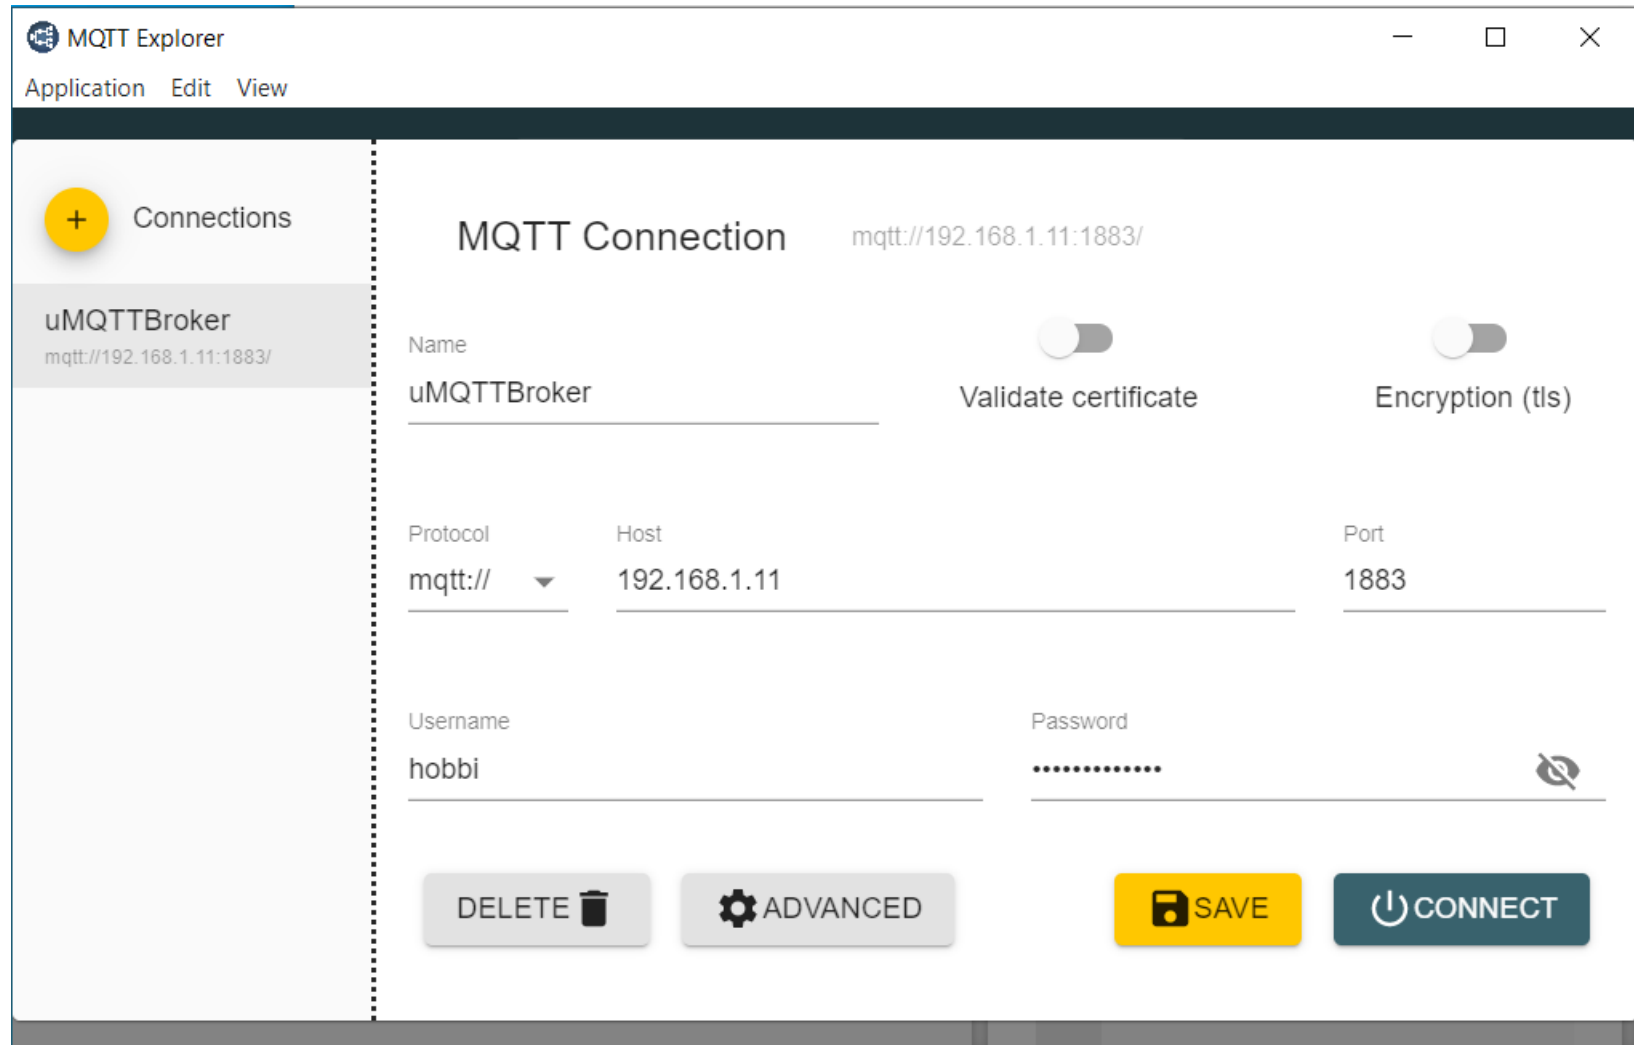 MQTT Explorer
Application Edit View
Connections
uMQTTBroker
mqtt://192.168.1.11:1883/
MQTT Connection mqtt://192.168.1.11:1883/
Name
uMQTTBroker
Validate certificate
Encryption (tls)
Protocol Host Port
mqtt:// 192.168.1.11 1883
Username Password
hobbi •••••••••••••
DELETE ADVANCED SAVE CONNECT